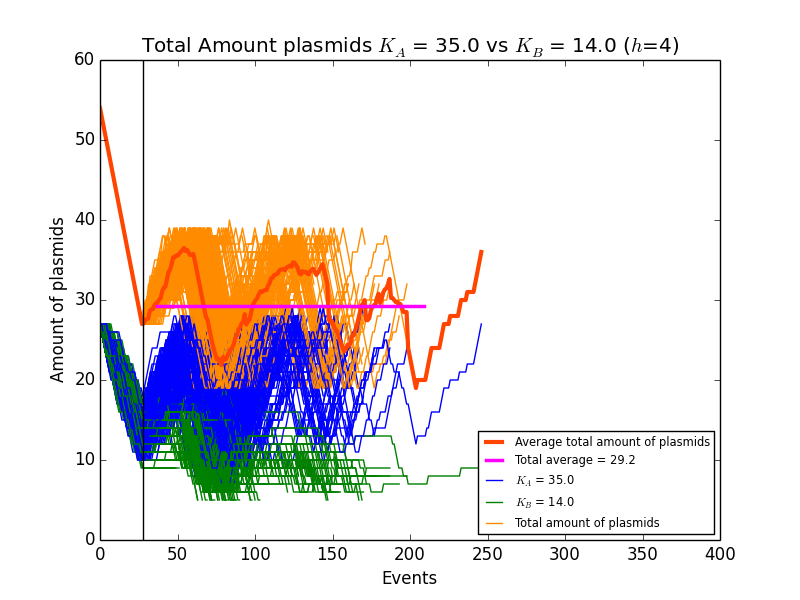 Total Amount plasmids K_A = 35.0 vs K_B = 14.0 (h=4)
60
50
40
30
20
10
0
Amount of plasmids
Average total amount of plasmids
Total average = 29.2
K_A = 35.0
K_B = 14.0
Total amount of plasmids
0 50 100 150 200 250 300 350 400
Events